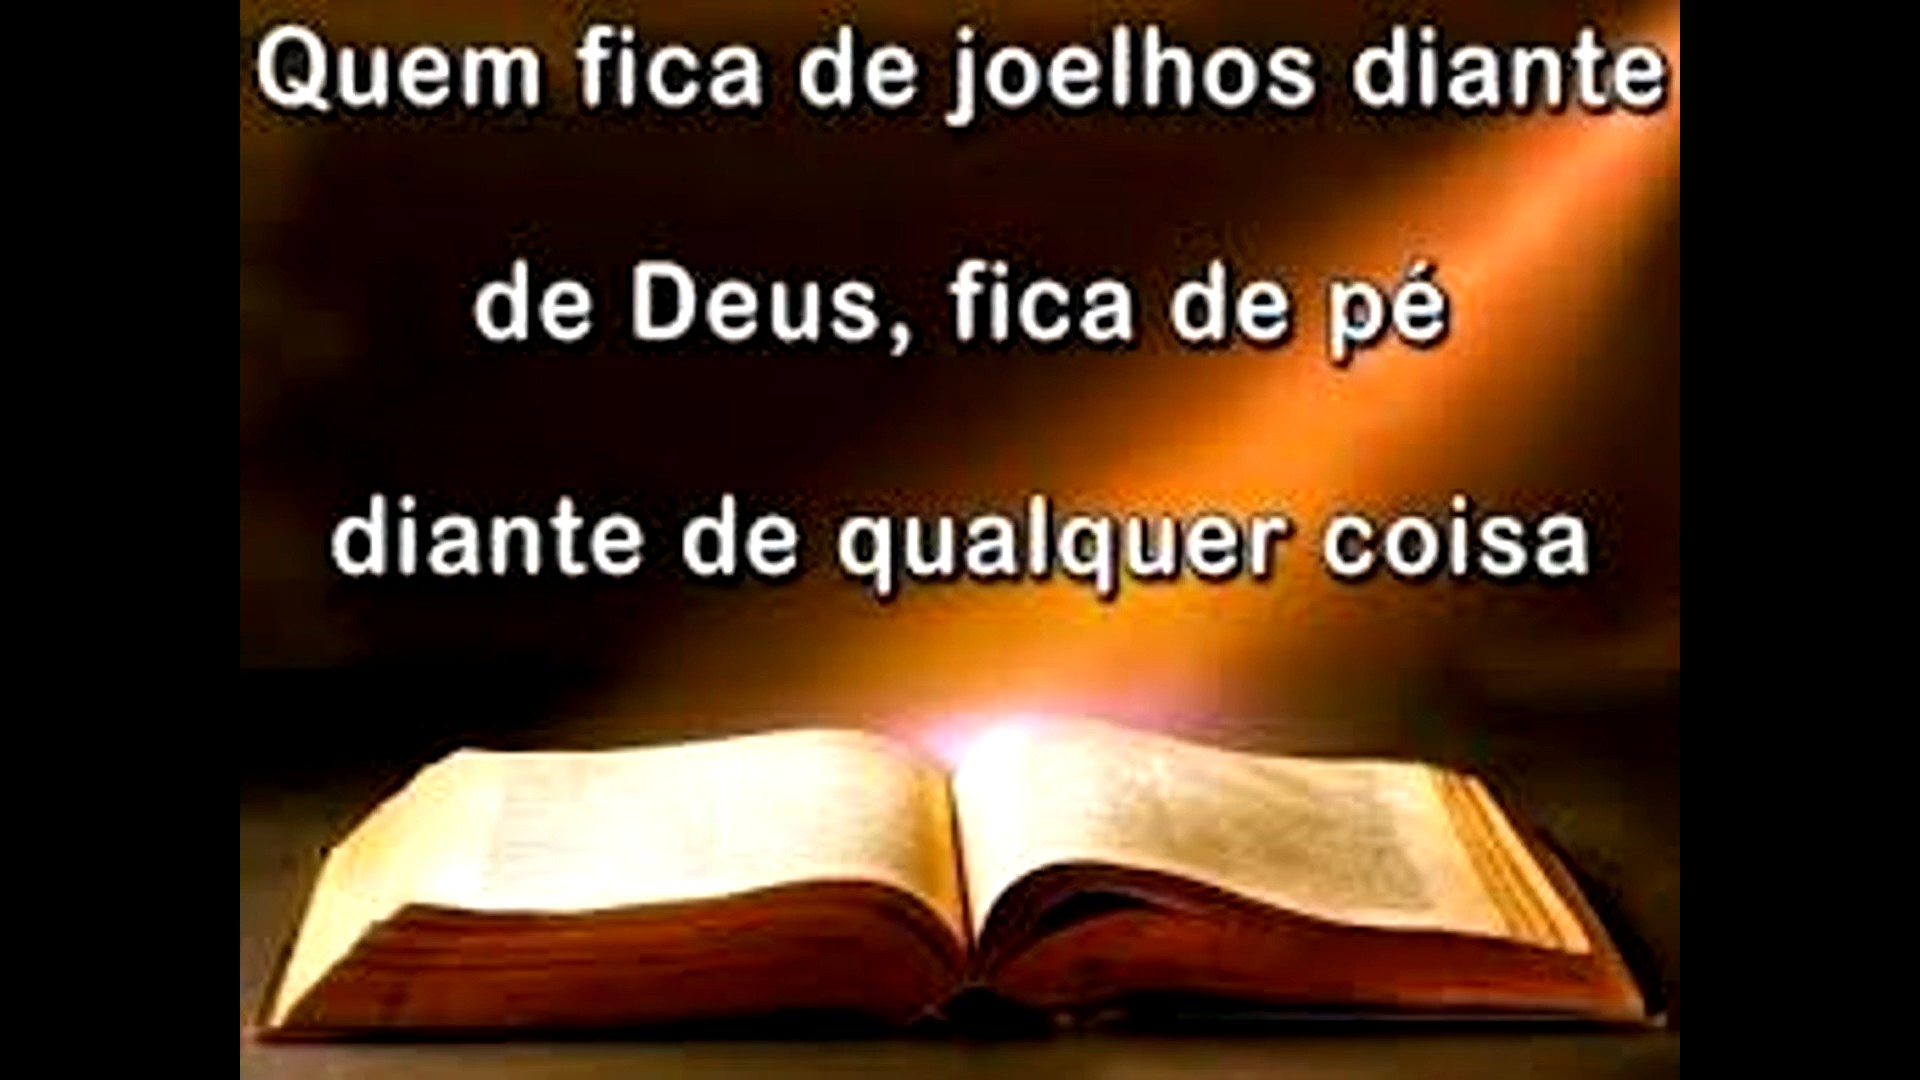 Quem fica de joelhos diante
de Deus, fica de pé
diante de qualquer coisa